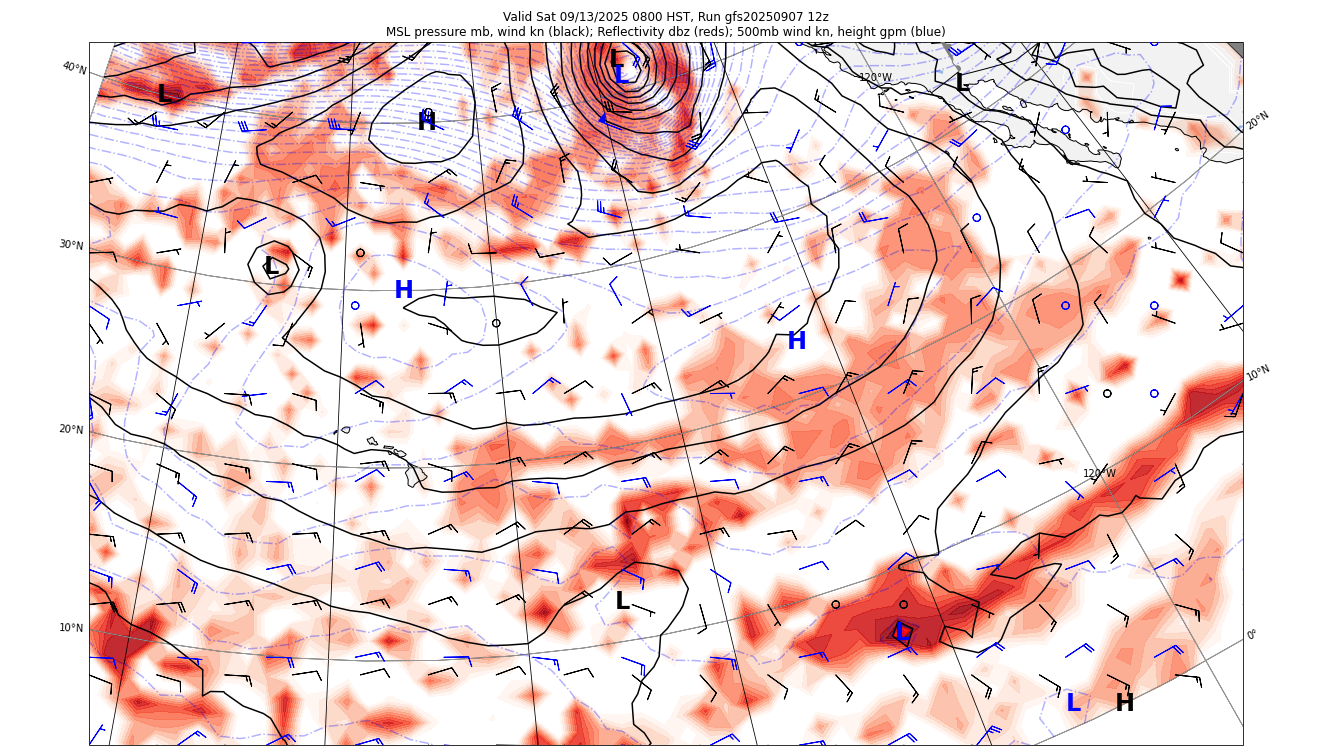 Valid Sat 09/13/2025 0800 HST, Run gfs20250907 12z
MSL pressure mb, wind kn (black); Reflectivity dbz (reds); 500mb wind kn, height gpm (blue)
40°N
L
L
L
120°W
L
H
20°N
30°N
L
H
H
10°N
20°N
120°W
L
10°N
L
0°
L
H